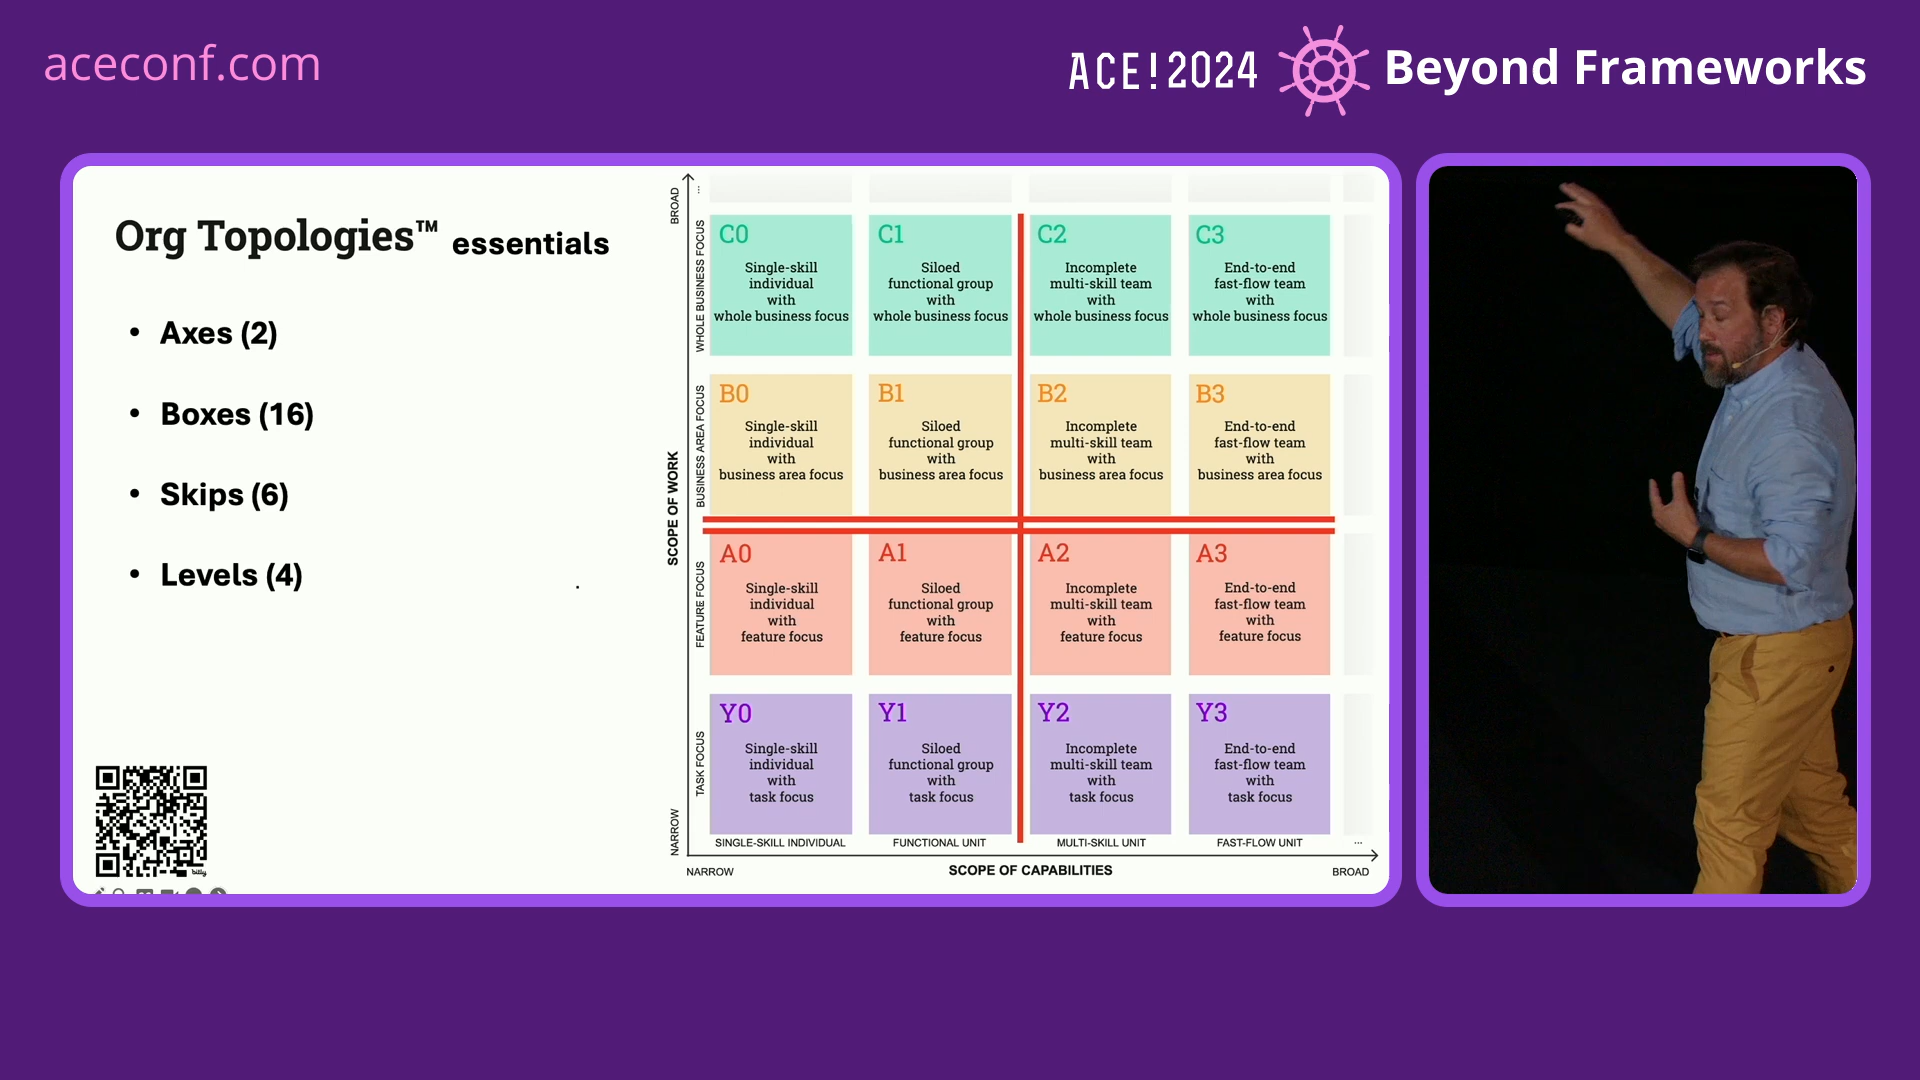 aceconf.com
ACE!2024 Beyond Frameworks
Org Topologies™ essentials
• Axes (2)
• Boxes (16)
• Skips (6)
• Levels (4)
bitly
SCOPE OF WORK
BROAD
...
WHOLE BUSINESS FOCUS
BUSINESS AREA FOCUS
FEATURE FOCUS
TASK FOCUS
NARROW
C0
Single-skill
individual
with
whole business focus
C1
Siloed
functional group
with
whole business focus
C2
Incomplete
multi-skill team
with
whole business focus
C3
End-to-end
fast-flow team
with
whole business focus
B0
Single-skill
individual
with
business area focus
B1
Siloed
functional group
with
business area focus
B2
Incomplete
multi-skill team
with
business area focus
B3
End-to-end
fast-flow team
with
business area focus
A0
Single-skill
individual
with
feature focus
A1
Siloed
functional group
with
feature focus
A2
Incomplete
multi-skill team
with
feature focus
A3
End-to-end
fast-flow team
with
feature focus
Y0
Single-skill
individual
with
task focus
Y1
Siloed
functional group
with
task focus
Y2
Incomplete
multi-skill team
with
task focus
Y3
End-to-end
fast-flow team
with
task focus
SINGLE-SKILL INDIVIDUAL
FUNCTIONAL UNIT
MULTI-SKILL UNIT
FAST-FLOW UNIT
...
NARROW
SCOPE OF CAPABILITIES
BROAD